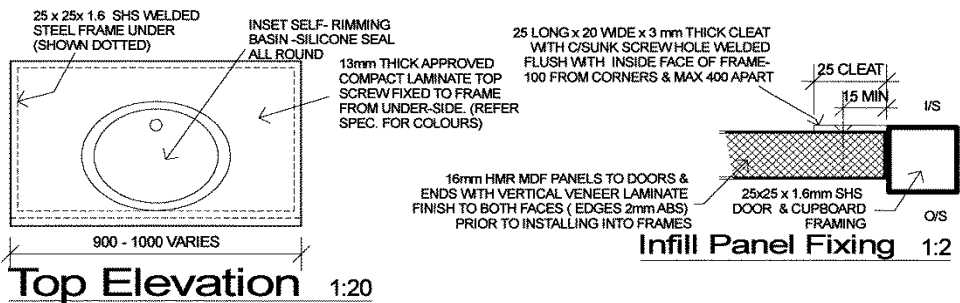 25 x 25x 1.6 SHS WELDED
STEEL FRAME UNDER
(SHOWN DOTTED)
INSET SELF- RIMMING
BASIN -SILICONE SEAL
ALL ROUND
13mm THICK APPROVED
COMPACT LAMINATE TOP
SCREW FIXED TO FRAME
FROM UNDER-SIDE. (REFER
SPEC. FOR COLOURS)
900 - 1000 VARIES
Top Elevation 1:20
25 LONG x 20 WIDE x 3 mm THICK CLEAT
WITH C/SUNK SCREW HOLE WELDED
FLUSH WITH INSIDE FACE OF FRAME-
100 FROM CORNERS & MAX 400 APART
25 CLEAT
15 MIN
I/S
16mm HMR MDF PANELS TO DOORS &
ENDS WITH VERTICAL VENEER LAMINATE
FINISH TO BOTH FACES ( EDGES 2mm ABS)
PRIOR TO INSTALLING INTO FRAMES
25x25 x 1.6mm SHS
DOOR & CUPBOARD
FRAMING
O/S
Infill Panel Fixing 1:2